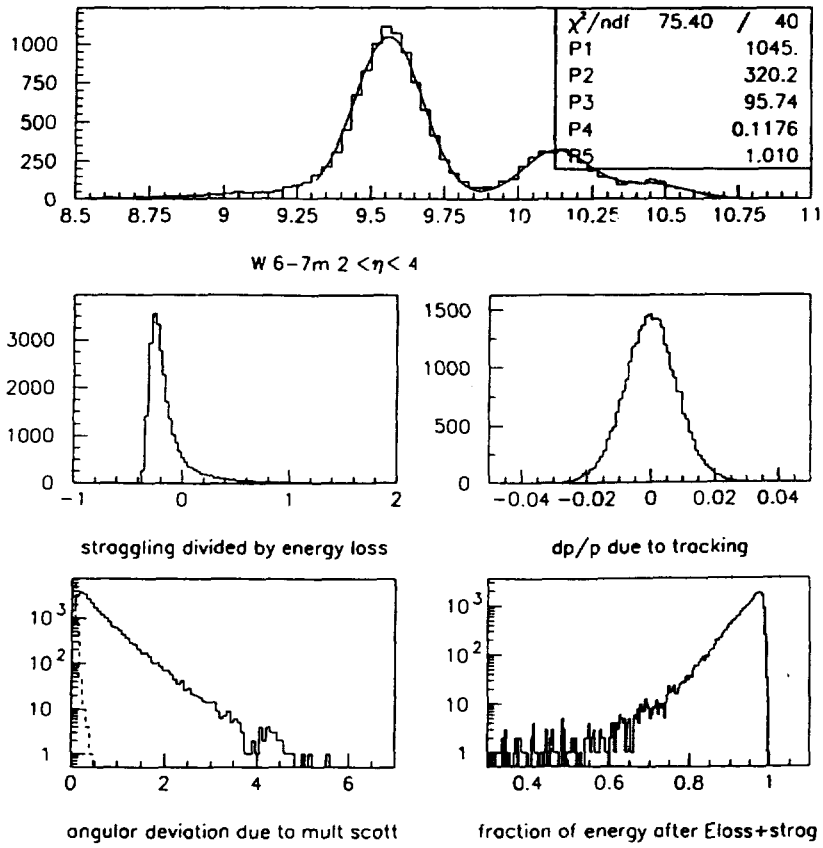 χ²/ndf 75.40 / 40
P1 1045.
P2 320.2
P3 95.74
P4 0.1176
P5 1.010
1000
750
500
250
0
8.5 8.75 9 9.25 9.5 9.75 10 10.25 10.5 10.75 11
W 6-7m 2 <η< 4
3000
2000
1000
0
-1 0 1 2
straggling divided by energy loss
1500
1000
500
0
-0.04 -0.02 0 0.02 0.04
dp/p due to tracking
10³
10²
10
1
0 2 4 6
angular deviation due to mult scott
10³
10²
10
1
0.4 0.6 0.8 1
fraction of energy after Eloss+strag